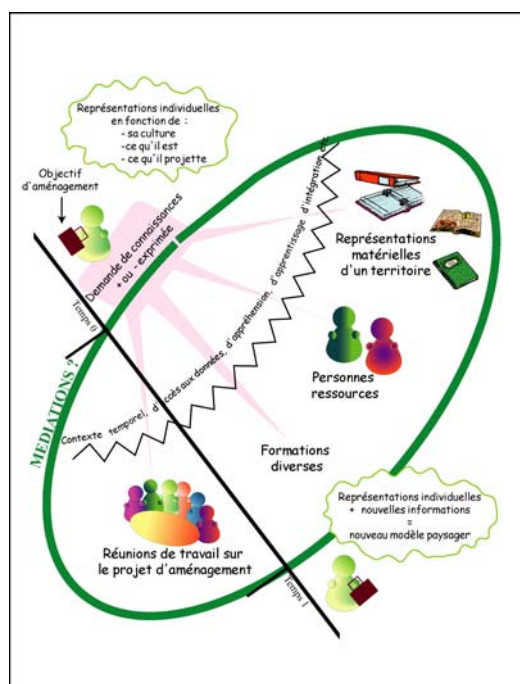 Représentations individuelles
en fonction de :
- sa culture
-ce qu'il est
- ce qu'il projette
Objectif
d'aménagement
Demande de connaissances
+ ou - exprimée
Temps 0
MEDIATIONS ?
Contexte temporel, d'accès aux données, d'appréhension, d'apprentissage d'intégration etc.
Représentations
matérielles
d'un territoire
Personnes
ressources
Formations
diverses
Réunions de travail sur
le projet d'aménagement
Représentations individuelles
+ nouvelles informations
=
nouveau modèle paysager
Temps 1